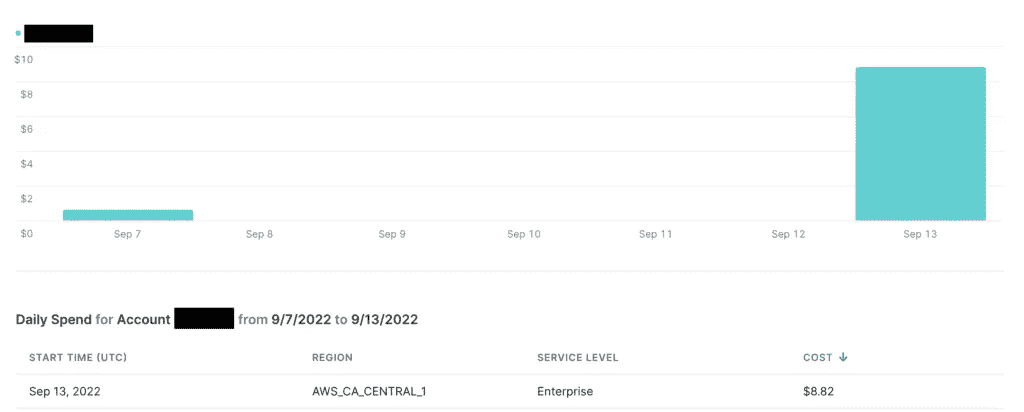 $10
$8
$6
$4
$2
$0
Sep 7 Sep 8 Sep 9 Sep 10 Sep 11 Sep 12 Sep 13
Daily Spend for Account from 9/7/2022 to 9/13/2022
START TIME (UTC) REGION SERVICE LEVEL COST ↓
Sep 13, 2022 AWS_CA_CENTRAL_1 Enterprise $8.82